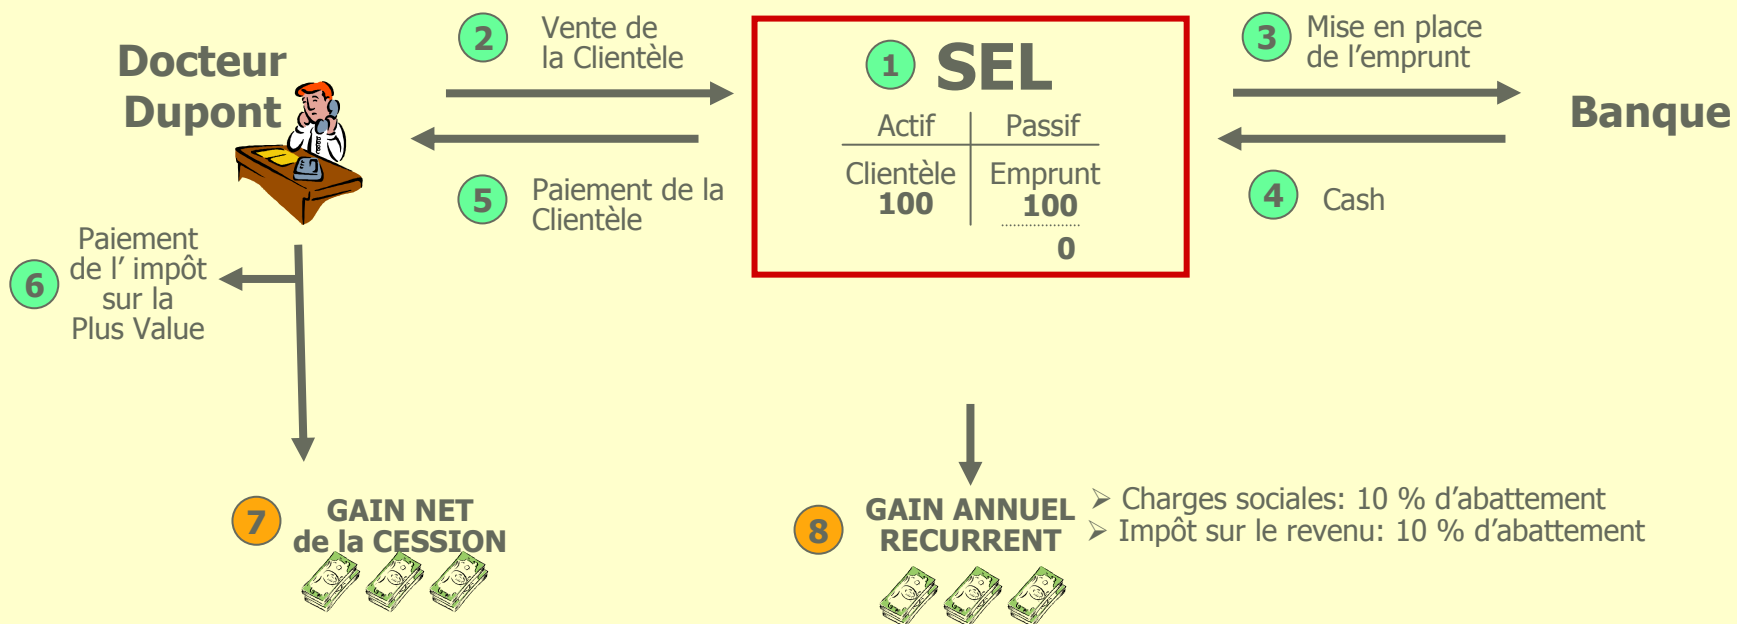 Docteur
Dupont
2
Vente de
la Clientèle
5
Paiement de la
Clientèle
1
SEL
Actif
Passif
Clientèle
100
Emprunt
100
0
3
Mise en place
de l’emprunt
4
Cash
Banque
6
Paiement
de l’ impôt
sur la
Plus Value
7
GAIN NET
de la CESSION
8
GAIN ANNUEL
RECURRENT
➢ Charges sociales: 10 % d’abattement
➢ Impôt sur le revenu: 10 % d’abattement